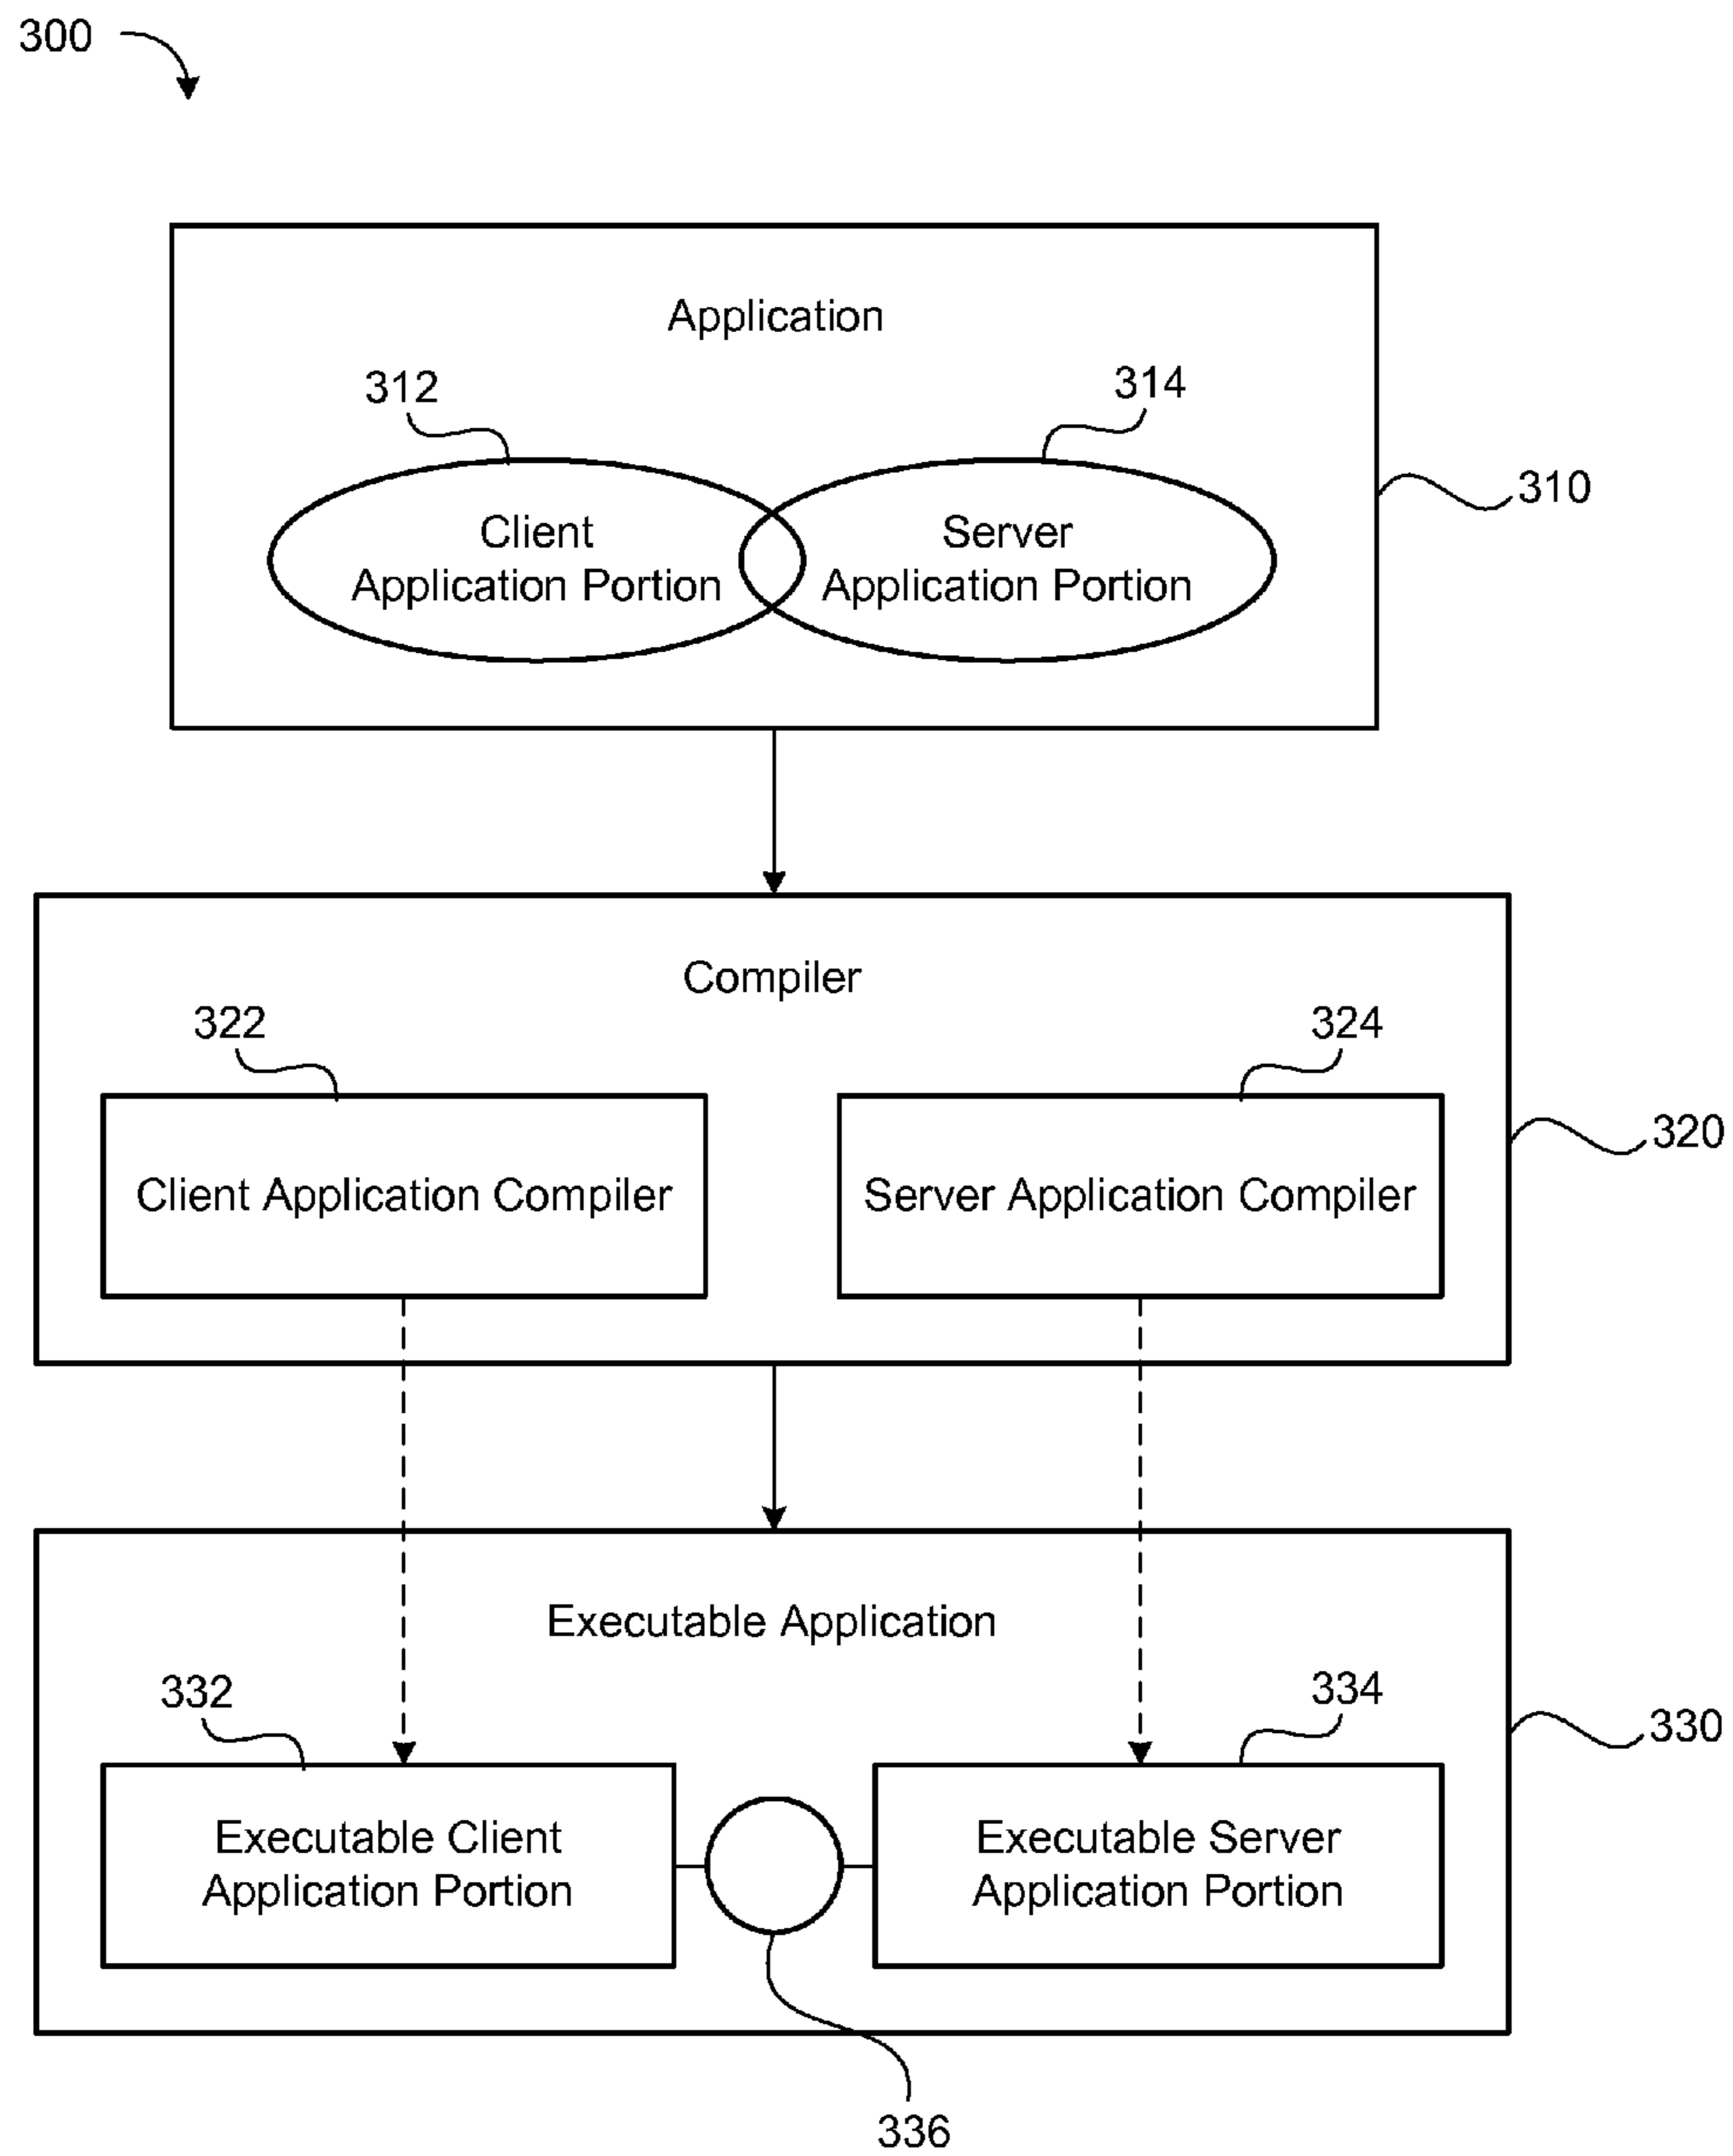 300
Application
312
314
310
Client
Application Portion
Server
Application Portion
Compiler
322
324
320
Client Application Compiler
Server Application Compiler
Executable Application
332
334
330
Executable Client
Application Portion
Executable Server
Application Portion
336